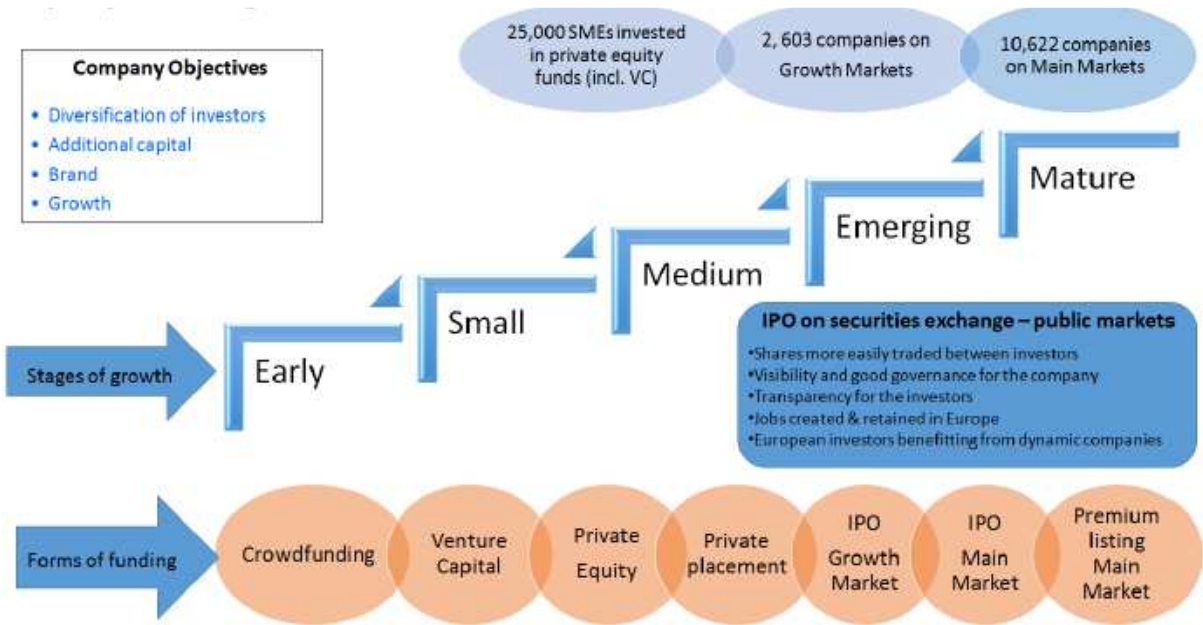 Company Objectives
• Diversification of investors
• Additional capital
• Brand
• Growth
25,000 SMEs invested
in private equity
funds (incl. VC)
2, 603 companies on
Growth Markets
10,622 companies
on Main Markets
Mature
Emerging
Medium
Small
Early
Stages of growth
IPO on securities exchange – public markets
•Shares more easily traded between investors
•Visibility and good governance for the company
•Transparency for the investors
•Jobs created & retained in Europe
•European investors benefitting from dynamic companies
Forms of funding
Crowdfunding
Venture
Capital
Private
Equity
Private
placement
IPO
Growth
Market
IPO
Main
Market
Premium
listing
Main
Market